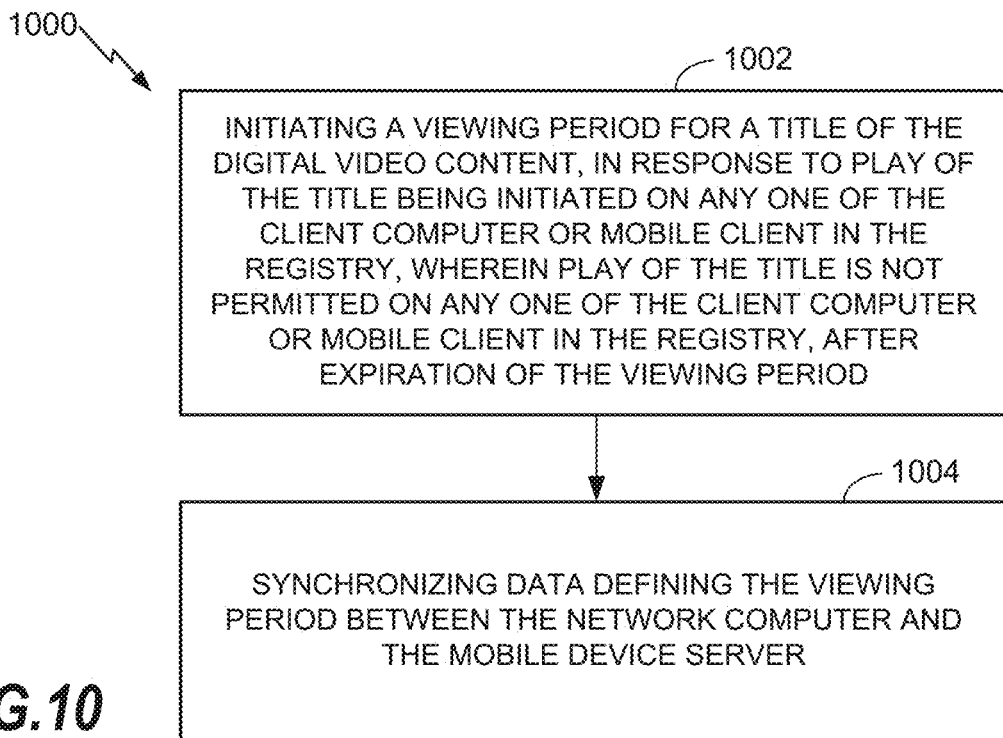 1000
1002
INITIATING A VIEWING PERIOD FOR A TITLE OF THE
DIGITAL VIDEO CONTENT, IN RESPONSE TO PLAY OF
THE TITLE BEING INITIATED ON ANY ONE OF THE
CLIENT COMPUTER OR MOBILE CLIENT IN THE
REGISTRY, WHEREIN PLAY OF THE TITLE IS NOT
PERMITTED ON ANY ONE OF THE CLIENT COMPUTER
OR MOBILE CLIENT IN THE REGISTRY, AFTER
EXPIRATION OF THE VIEWING PERIOD
1004
SYNCHRONIZING DATA DEFINING THE VIEWING
PERIOD BETWEEN THE NETWORK COMPUTER AND
THE MOBILE DEVICE SERVER
G.10